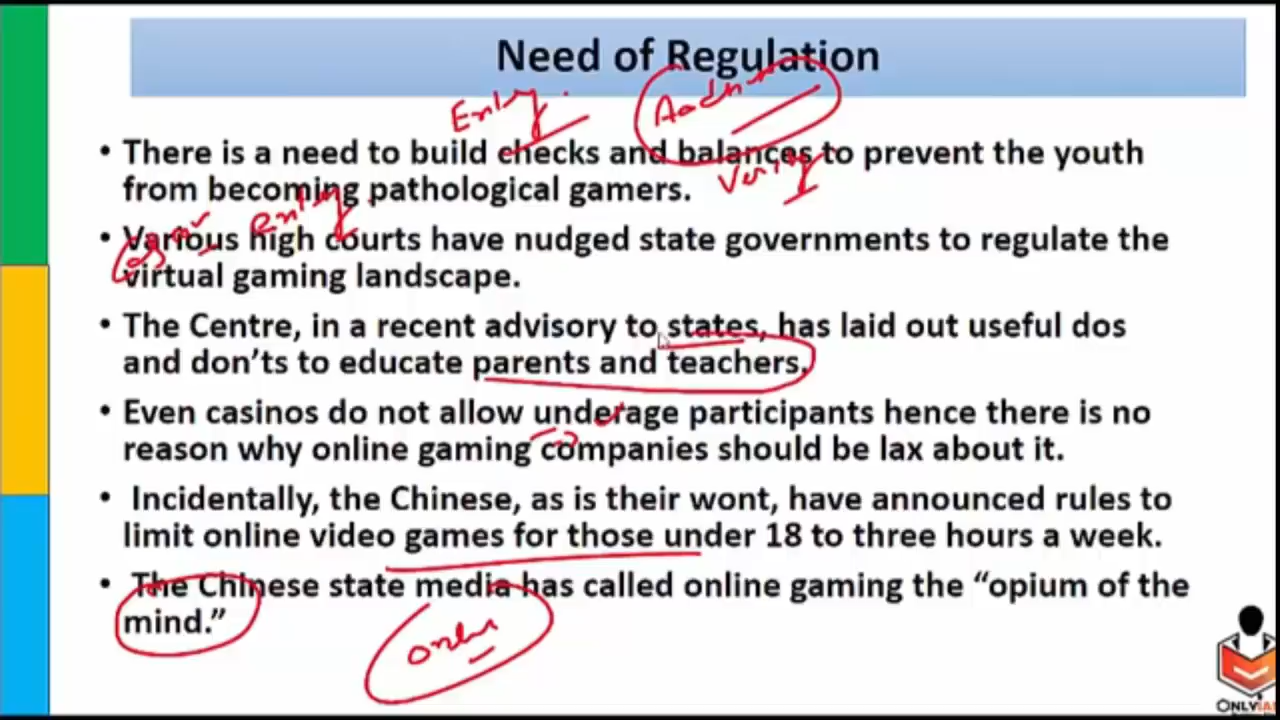 Need of Regulation
Entry
Aadhar
• There is a need to build checks and balances to prevent the youth
Verify
from becoming pathological gamers.
Entry
• Various high courts have nudged state governments to regulate the
virtual gaming landscape.
• The Centre, in a recent advisory to states, has laid out useful dos
and don'ts to educate parents and teachers.
• Even casinos do not allow underage participants hence there is no
reason why online gaming companies should be lax about it.
• Incidentally, the Chinese, as is their wont, have announced rules to
limit online video games for those under 18 to three hours a week.
• The Chinese state media has called online gaming the “opium of the
mind.”
ONLYIAS